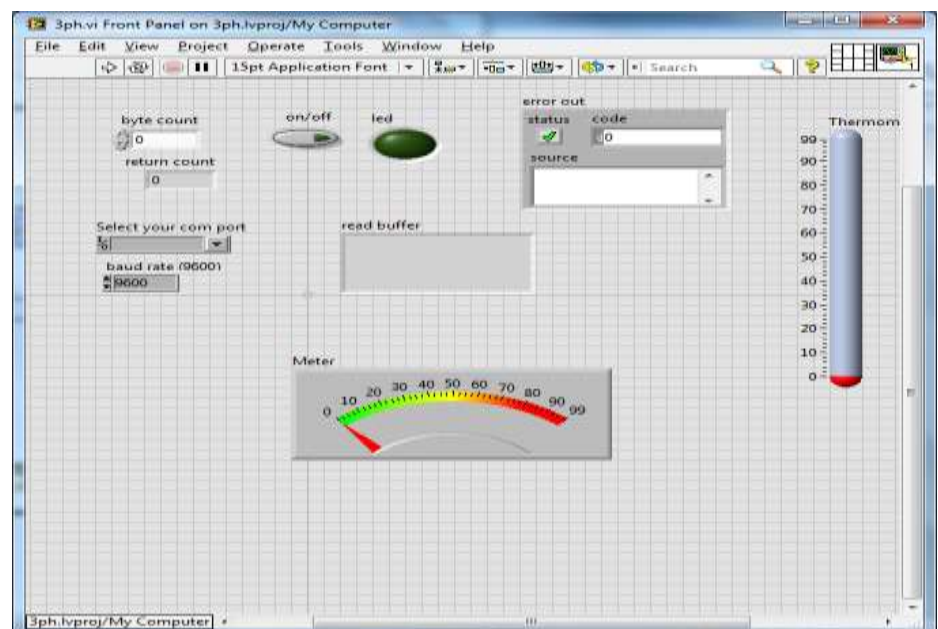 3ph.vi Front Panel on 3ph.lvproj/My Computer
File Edit View Project Operate Tools Window Help
15pt Application Font
Search
1
byte count
0
return count
0
on/off
led
error out
status code
0
source
Thermom
99
90
80
70
60
50
40
30
20
10
0
Select your com port
baud rate (9600)
9600
read buffer
Meter
0 10 20 30 40 50 60 70 80 90 99
3ph.lvproj/My Computer